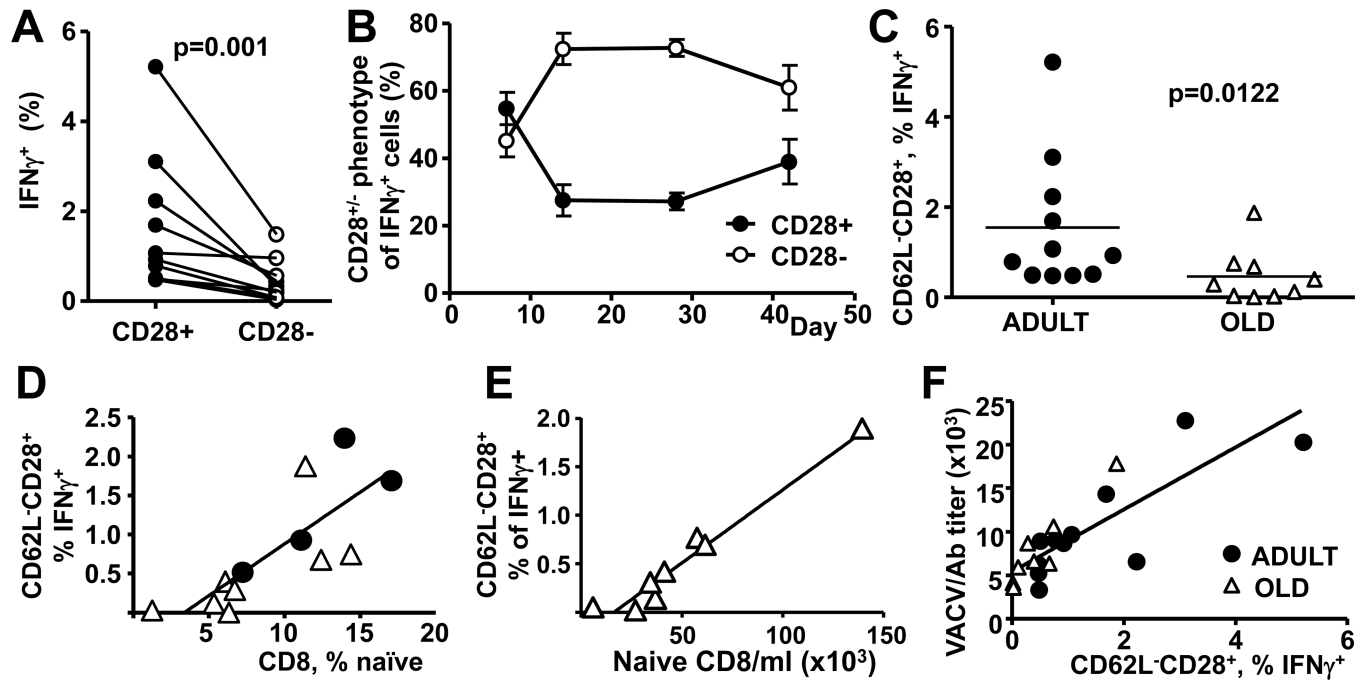 A
IFNγ⁺ (%)
6
4
2
0
p=0.001
CD28+
CD28-
B
CD28⁺/⁻ phenotype
of IFNγ⁺ cells (%)
80
60
40
20
0
0
10
20
30
40
50
Day
CD28+
CD28-
C
CD62L⁻CD28⁺, % IFNγ⁺
6
4
2
0
p=0.0122
ADULT
OLD
D
CD62L⁻CD28⁺
% IFNγ⁺
2.5
2.0
1.5
1.0
0.5
5
10
15
20
CD8, % naïve
E
CD62L⁻CD28⁺
% of IFNγ+
2.0
1.5
1.0
0.5
50
100
150
Naive CD8/ml (x10³)
F
VACV/Ab titer (x10³)
25
20
15
10
5
0
0
2
4
6
ADULT
OLD
CD62L⁻CD28⁺, % IFNγ⁺